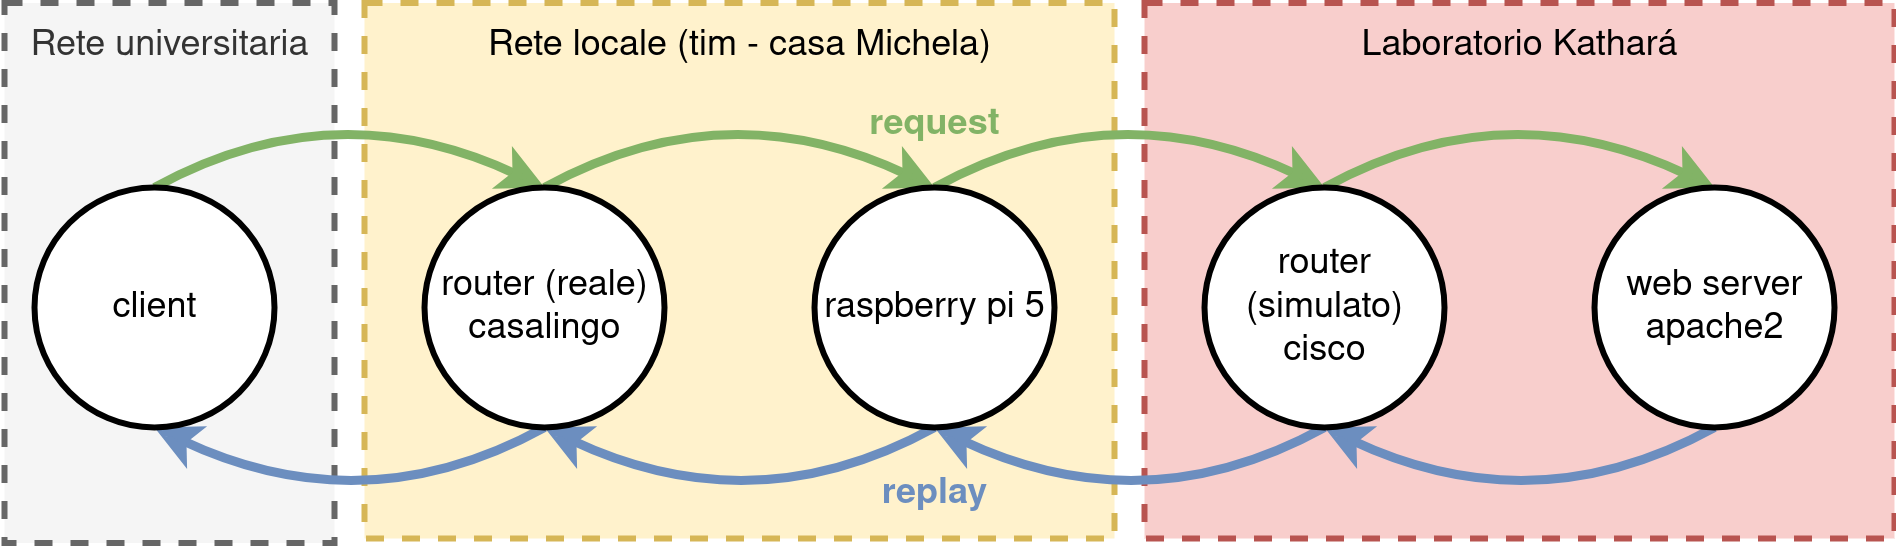 Rete universitaria
Rete locale (tim - casa Michela)
Laboratorio Kathará
request
client
router (reale)
casalingo
raspberry pi 5
router
(simulato)
cisco
web server
apache2
replay